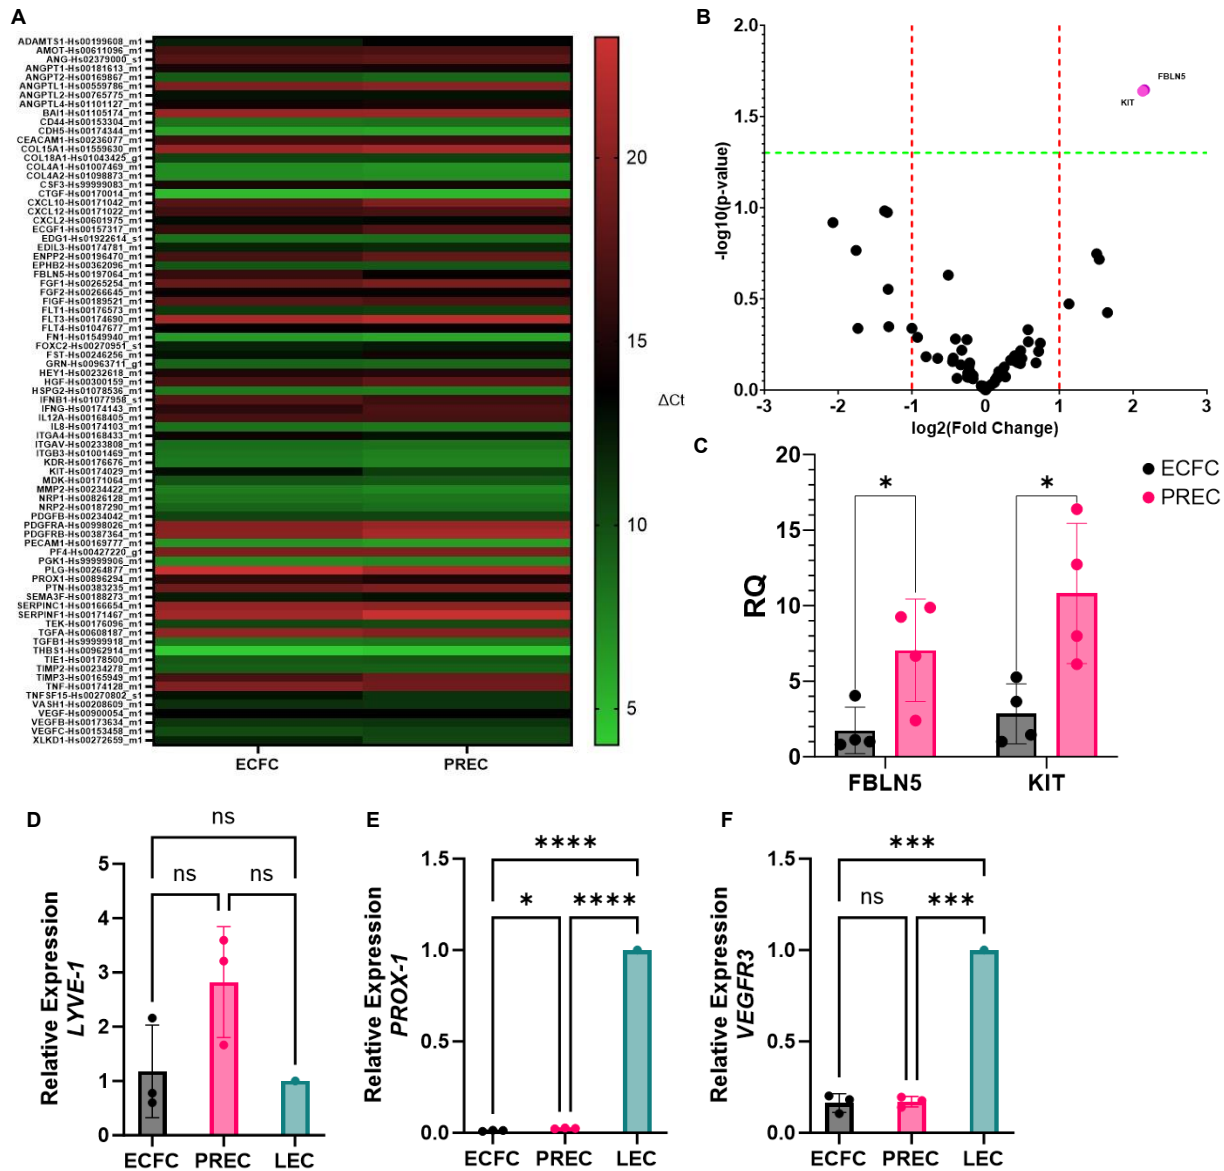 A
ADAMTS1-Hs00199608_m1
AMOT-Hs00611096_m1
ANG-Hs02379000_s1
ANGPT1-Hs00181613_m1
ANGPT2-Hs00169867_m1
ANGPTL1-Hs00559786_m1
ANGPTL2-Hs00765775_m1
ANGPTL4-Hs01101127_m1
BAI1-Hs01105174_m1
CD44-Hs00153304_m1
CDH5-Hs00174344_m1
CEACAM1-Hs00236077_m1
COL15A1-Hs01559630_m1
COL18A1-Hs01043425_g1
COL4A1-Hs01007469_m1
COL4A2-Hs01098873_m1
CSF3-Hs99999083_m1
CTGF-Hs00170014_m1
CXCL10-Hs00171042_m1
CXCL12-Hs00171022_m1
CXCL2-Hs00601975_m1
ECGF1-Hs00157317_m1
EDG1-Hs01922614_s1
EDIL3-Hs00174781_m1
ENPP2-Hs00196470_m1
EPHB2-Hs00362096_m1
FBLN5-Hs00197064_m1
FGF1-Hs00265254_m1
FGF2-Hs00266645_m1
FIGF-Hs00189521_m1
FLT1-Hs00176573_m1
FLT3-Hs00174690_m1
FLT4-Hs01047677_m1
FN1-Hs01549940_m1
FOXC2-Hs00270951_s1
FST-Hs00246256_m1
GRN-Hs00963711_g1
HEY1-Hs00232618_m1
HGF-Hs00300159_m1
HSPG2-Hs01078536_m1
IFNB1-Hs01077958_s1
IFNG-Hs00174143_m1
IL12A-Hs00168405_m1
IL8-Hs00174103_m1
ITGA4-Hs00168433_m1
ITGAV-Hs00233808_m1
ITGB3-Hs01001469_m1
KDR-Hs00176676_m1
KIT-Hs00174029_m1
MDK-Hs00171064_m1
MMP2-Hs00234422_m1
NRP1-Hs00826128_m1
NRP2-Hs00187290_m1
PDGFB-Hs00234042_m1
PDGFRA-Hs00998026_m1
PDGFRB-Hs00387364_m1
PECAM1-Hs00169777_m1
PF4-Hs00427220_g1
PGK1-Hs99999906_m1
PLG-Hs00264877_m1
PROX1-Hs00896294_m1
PTN-Hs00383235_m1
SEMA3F-Hs00188273_m1
SERPINC1-Hs00166654_m1
SERPINF1-Hs00171467_m1
TEK-Hs00176096_m1
TGFA-Hs00608187_m1
TGFB1-Hs99999918_m1
THBS1-Hs00962914_m1
TIE1-Hs00178500_m1
TIMP2-Hs00234278_m1
TIMP3-Hs00165949_m1
TNF-Hs00174128_m1
TNFSF15-Hs00270802_s1
VASH1-Hs00208609_m1
VEGF-Hs00900054_m1
VEGFB-Hs00173634_m1
VEGFC-Hs00153458_m1
XLKD1-Hs00272659_m1
ECFC PREC
20
15
10
5
ΔCt
B
-log10(p-value)
2.0
1.5
1.0
0.5
0.0
FBLN5
KIT
-3 -2 -1 0 1 2 3
log2(Fold Change)
C
RQ
20
15
10
5
0
* *
ECFC
PREC
FBLN5 KIT
D
Relative Expression
LYVE-1
5
4
3
2
1
0
ns
ns ns
ECFC PREC LEC
E
Relative Expression
PROX-1
1.5
1.0
0.5
0.0
****
* ****
ECFC PREC LEC
F
Relative Expression
VEGFR3
1.5
1.0
0.5
0.0
***
ns ***
ECFC PREC LEC